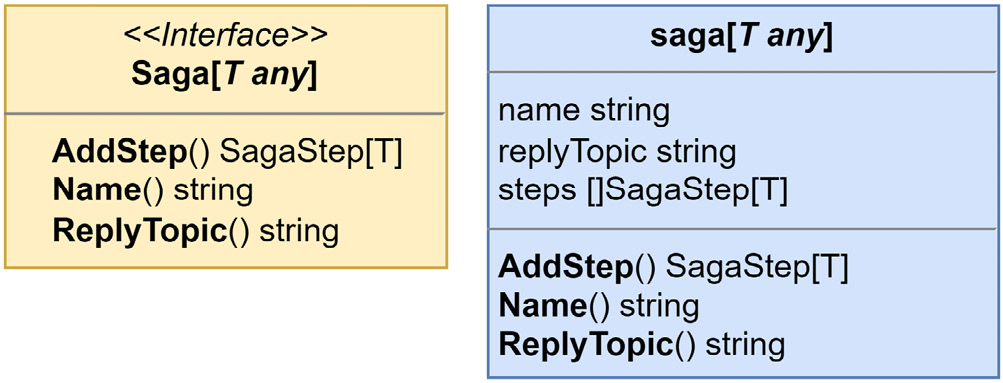 <<Interface>>
Saga[T any]
AddStep() SagaStep[T]
Name() string
ReplyTopic() string
saga[T any]
name string
replyTopic string
steps []SagaStep[T]
AddStep() SagaStep[T]
Name() string
ReplyTopic() string